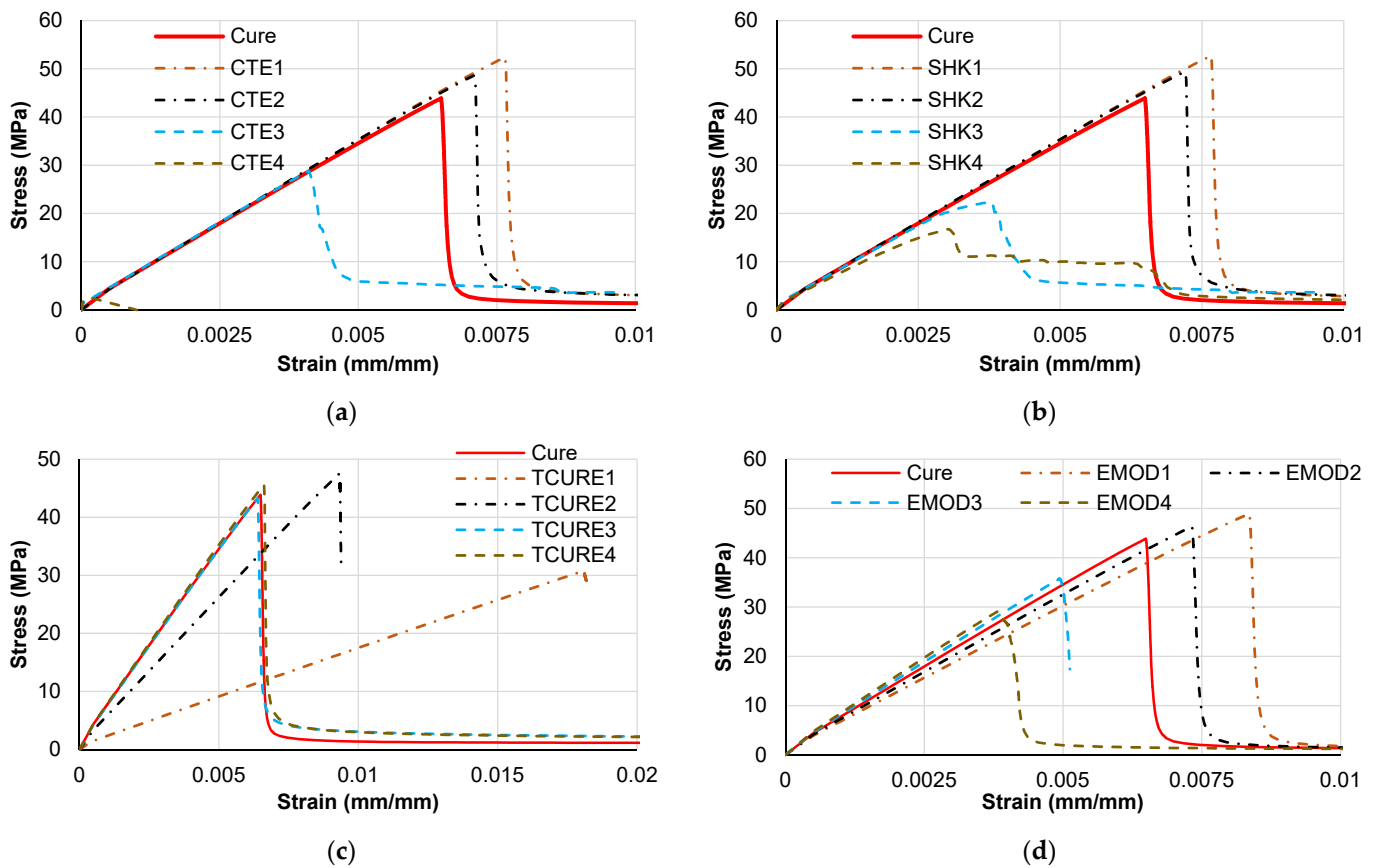 Stress (MPa)
60
50
40
30
20
10
0
Cure
CTE1
CTE2
CTE3
CTE4
0 0.0025 0.005 0.0075 0.01
Strain (mm/mm)
(a)
Stress (MPa)
60
50
40
30
20
10
0
Cure
SHK1
SHK2
SHK3
SHK4
0 0.0025 0.005 0.0075 0.01
Strain (mm/mm)
(b)
Stress (MPa)
50
40
30
20
10
0
Cure
TCURE1
TCURE2
TCURE3
TCURE4
0 0.005 0.01 0.015 0.02
Strain (mm/mm)
(c)
Stress (MPa)
60
50
40
30
20
10
0
Cure EMOD1 EMOD2
EMOD3 EMOD4
0 0.0025 0.005 0.0075 0.01
Strain (mm/mm)
(d)